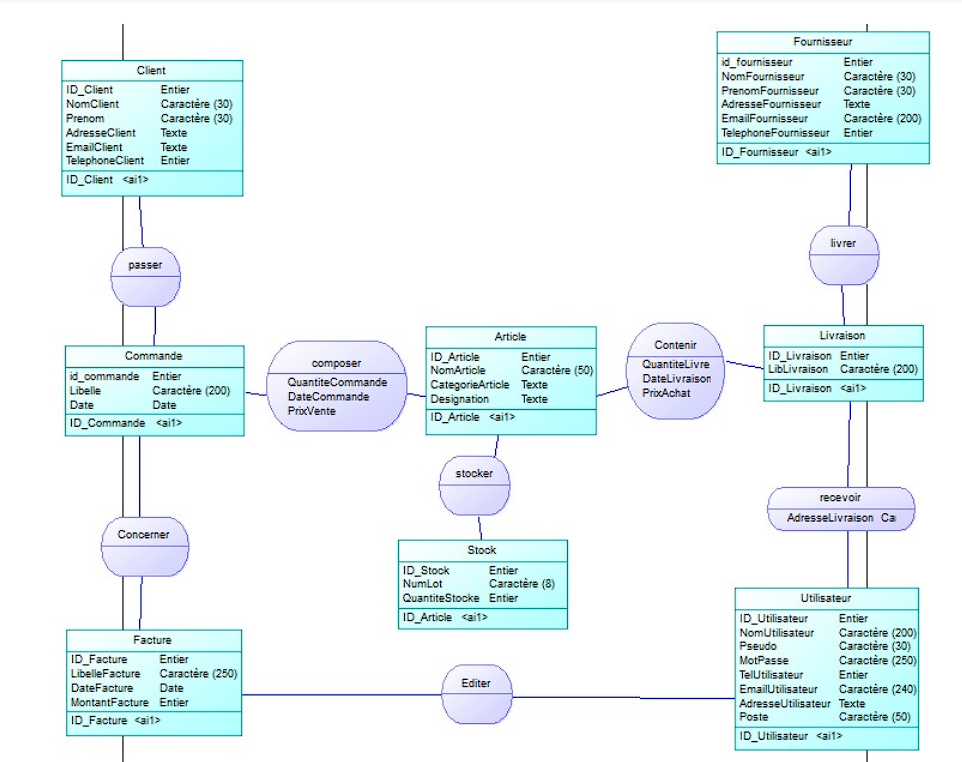 Client
ID_Client Entier
NomClient Caractère (30)
Prenom Caractère (30)
AdresseClient Texte
EmailClient Texte
TelephoneClient Entier
ID_Client <ai1>
Fournisseur
id_fournisseur Entier
NomFournisseur Caractère (30)
PrenomFournisseur Caractère (30)
AdresseFournisseur Texte
EmailFournisseur Caractère (200)
TelephoneFournisseur Entier
ID_Fournisseur <ai1>
passer
livrer
Commande
id_commande Entier
Libelle Caractère (200)
Date Date
ID_Commande <ai1>
composer
QuantiteCommande
DateCommande
PrixVente
Article
ID_Article Entier
NomArticle Caractère (50)
CategorieArticle Texte
Designation Texte
ID_Article <ai1>
Contenir
QuantiteLivre
DateLivraison
PrixAchat
Livraison
ID_Livraison Entier
LibLivraison Caractère (200)
ID_Livraison <ai1>
stocker
recevoir
AdresseLivraison Ca
Concerner
Stock
ID_Stock Entier
NumLot Caractère (8)
QuantiteStocke Entier
ID_Article <ai1>
Facture
ID_Facture Entier
LibelleFacture Caractère (250)
DateFacture Date
MontantFacture Entier
ID_Facture <ai1>
Editer
Utilisateur
ID_Utilisateur Entier
NomUtilisateur Caractère (200)
Pseudo Caractère (30)
MotPasse Caractère (250)
TelUtilisateur Entier
EmailUtilisateur Caractère (240)
AdresseUtilisateur Texte
Poste Caractère (50)
ID_Utilisateur <ai1>